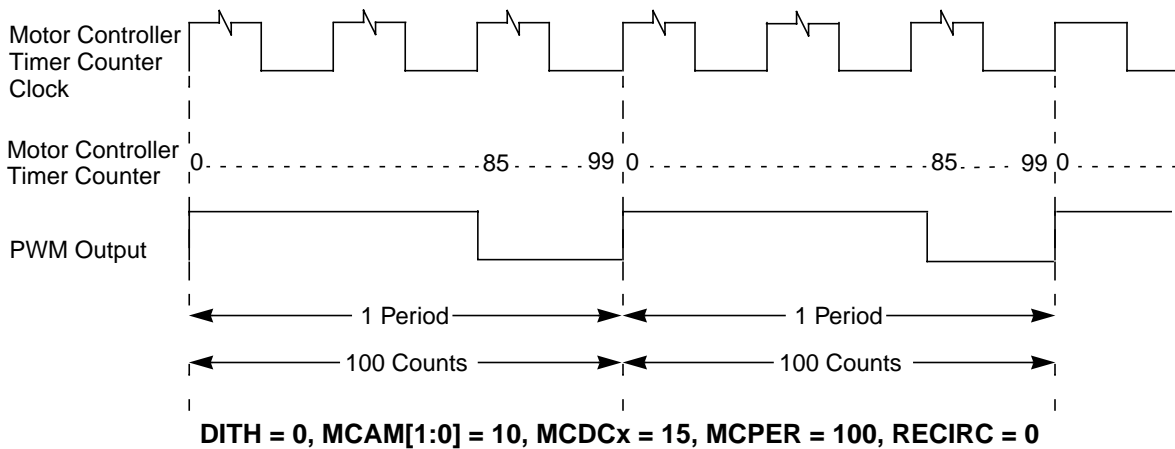 Motor Controller
Timer Counter
Clock
Motor Controller
Timer Counter
0 85 99 0 85 99 0
PWM Output
1 Period 1 Period
100 Counts 100 Counts
DITH = 0, MCAM[1:0] = 10, MCDCx = 15, MCPER = 100, RECIRC = 0